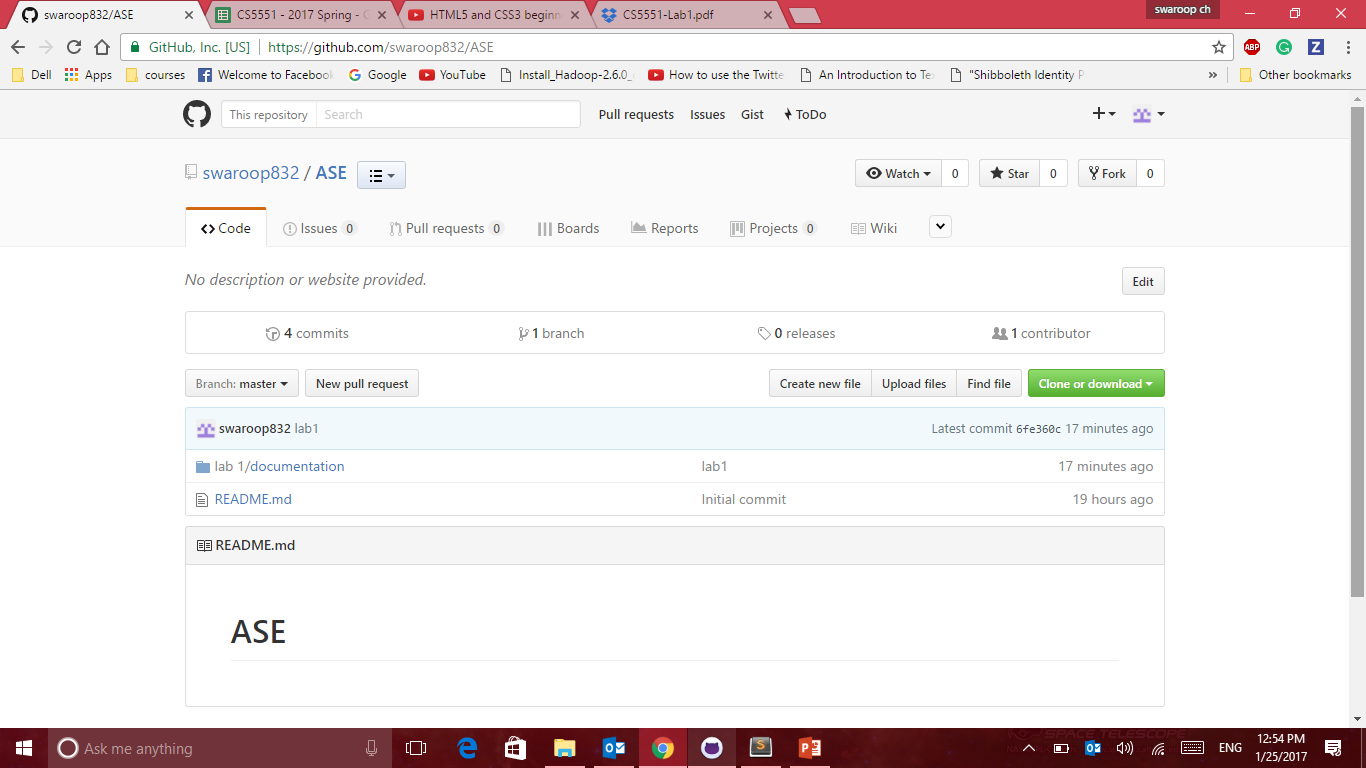 swaroop832/ASE
CS5551 - 2017 Spring -
HTML5 and CSS3 beginn
CS5551-Lab1.pdf
swaroop ch
GitHub, Inc. [US]
https://github.com/swaroop832/ASE
ABP
Z
Dell
Apps
courses
Welcome to Facebook
Google
YouTube
Install_Hadoop-2.6.0_
How to use the Twitte
An Introduction to Te
"Shibboleth Identity P
»
Other bookmarks
This repository
Search
Pull requests
Issues
Gist
ToDo
swaroop832 / ASE
Watch
0
Star
0
Fork
0
Code
Issues 0
Pull requests 0
Boards
Reports
Projects 0
Wiki
No description or website provided.
Edit
4 commits
1 branch
0 releases
1 contributor
Branch: master
New pull request
Create new file
Upload files
Find file
Clone or download
swaroop832 lab1
Latest commit 6fe360c 17 minutes ago
lab 1/documentation
lab1
17 minutes ago
README.md
Initial commit
19 hours ago
README.md
ASE
Ask me anything
SPACE TELESCOPE
ENG
12:54 PM
1/25/2017